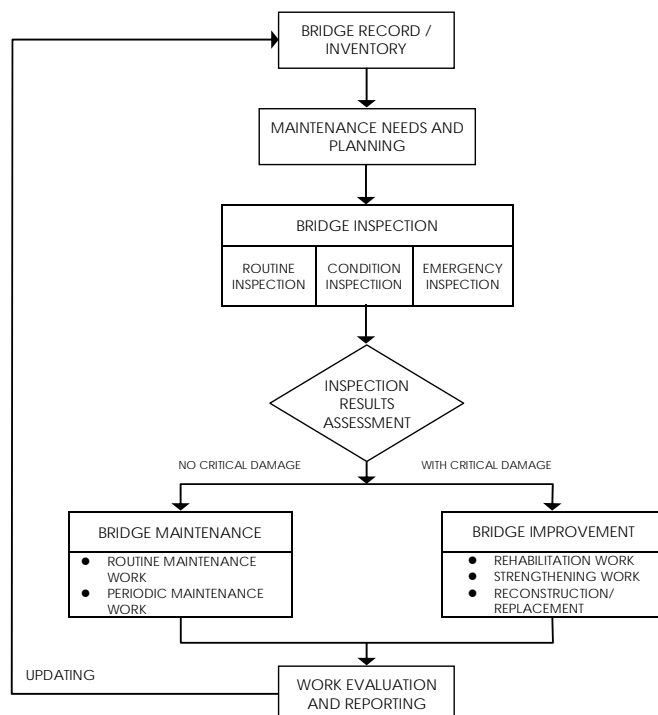 BRIDGE RECORD /
INVENTORY
MAINTENANCE NEEDS AND
PLANNING
BRIDGE INSPECTION
ROUTINE
INSPECTION
CONDITION
INSPECTIION
EMERGENCY
INSPECTION
INSPECTION
RESULTS
ASSESSMENT
NO CRITICAL DAMAGE
WITH CRITICAL DAMAGE
BRIDGE MAINTENANCE
● ROUTINE MAINTENANCE
WORK
● PERIODIC MAINTENANCE
WORK
BRIDGE IMPROVEMENT
● REHABILITATION WORK
● STRENGTHENING WORK
● RECONSTRUCTION/
REPLACEMENT
UPDATING
WORK EVALUATION
AND REPORTING